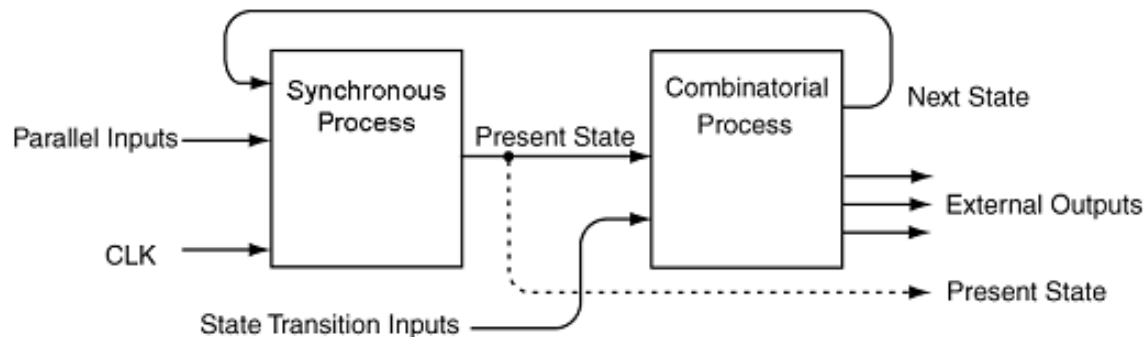 Synchronous
Process
Combinatorial
Process
Next State
Parallel Inputs
Present State
External Outputs
CLK
Present State
State Transition Inputs